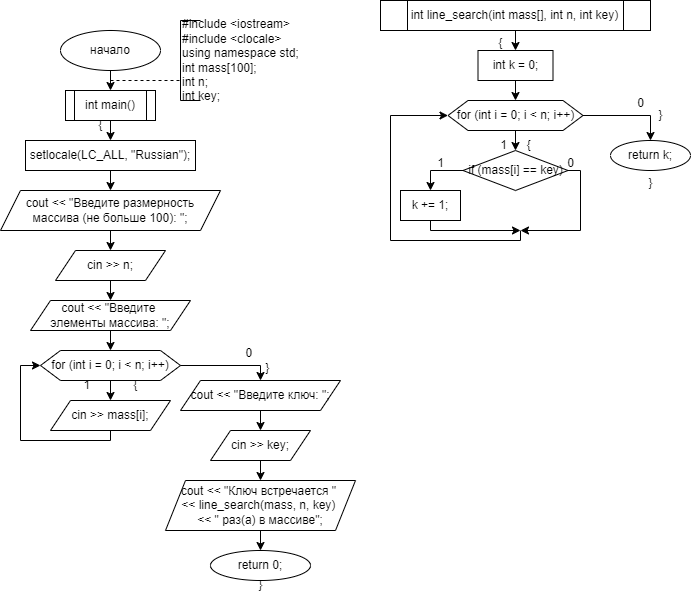 начало
#include <iostream>
#include <clocale>
using namespace std;
int mass[100];
int n;
int key;
int main()
{
setlocale(LC_ALL, "Russian");
cout << "Введите размерность
массива (не больше 100): ";
cin >> n;
cout << "Введите
элементы массива: ";
for (int i = 0; i < n; i++)
0
}
1
{
cin >> mass[i];
cout << "Введите ключ: ";
cin >> key;
cout << "Ключ встречается "
<< line_search(mass, n, key)
<< " раз(а) в массиве";
return 0;
}
int line_search(int mass[], int n, int key)
{
int k = 0;
for (int i = 0; i < n; i++)
0
}
1
{
return k;
}
if (mass[i] == key)
1
0
k += 1;